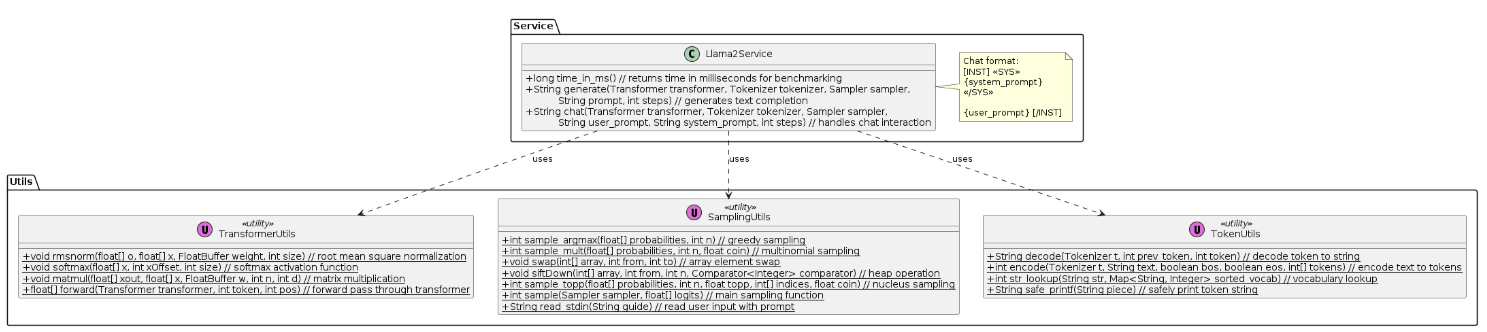 Service
C Llama2Service
+long time_in_ms() // returns time in milliseconds for benchmarking
+String generate(Transformer transformer, Tokenizer tokenizer, Sampler sampler,
String prompt, int steps) // generates text completion
+String chat(Transformer transformer, Tokenizer tokenizer, Sampler sampler,
String user_prompt, String system_prompt, int steps) // handles chat interaction
Chat format:
[INST] «SYS»
{system_prompt}
«/SYS»
{user_prompt} [/INST]
uses
uses
uses
Utils
«utility»
U TransformerUtils
+void rmsnorm(float[] o, float[] x, FloatBuffer weight, int size) // root mean square normalization
+void softmax(float[] x, int xOffset, int size) // softmax activation function
+void matmul(float[] xout, float[] x, FloatBuffer w, int n, int d) // matrix multiplication
+float[] forward(Transformer transformer, int token, int pos) // forward pass through transformer
«utility»
U SamplingUtils
+int sample_argmax(float[] probabilities, int n) // greedy sampling
+int sample_mult(float[] probabilities, int n, float coin) // multinomial sampling
+void swap(int[] array, int from, int to) // array element swap
+void siftDown(int[] array, int from, int n, Comparator<Integer> comparator) // heap operation
+int sample_topp(float[] probabilities, int n, float topp, int[] indices, float coin) // nucleus sampling
+int sample(Sampler sampler, float[] logits) // main sampling function
+String read_stdin(String guide) // read user input with prompt
«utility»
U TokenUtils
+String decode(Tokenizer t, int prev_token, int token) // decode token to string
+int encode(Tokenizer t, String text, boolean bos, boolean eos, int[] tokens) // encode text to tokens
+int str_lookup(String str, Map<String, Integer> sorted_vocab) // vocabulary lookup
+String safe_printf(String piece) // safely print token string